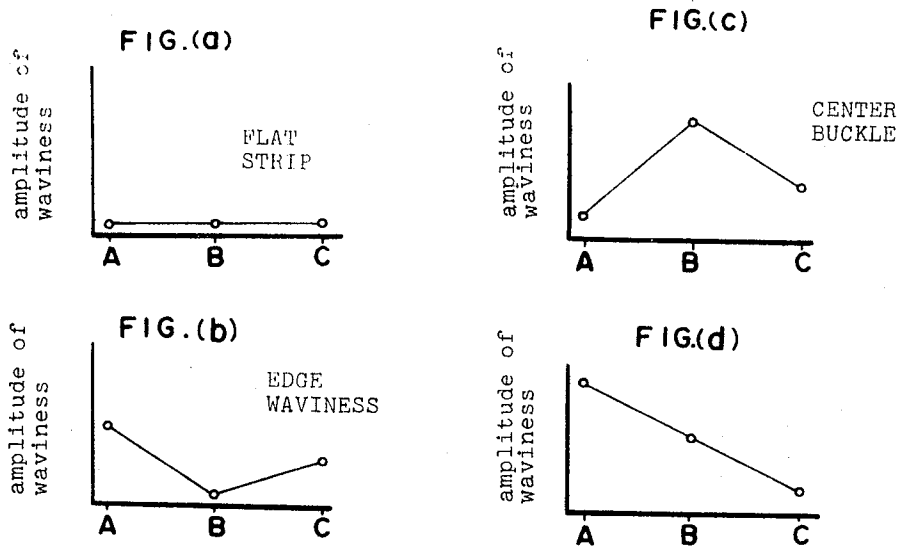 FIG.(a)
amplitude of
waviness
FLAT
STRIP
A B C
FIG.(b)
amplitude of
waviness
EDGE
WAVINESS
A B C
FIG.(c)
amplitude of
waviness
CENTER
BUCKLE
A B C
FIG.(d)
amplitude of
waviness
A B C